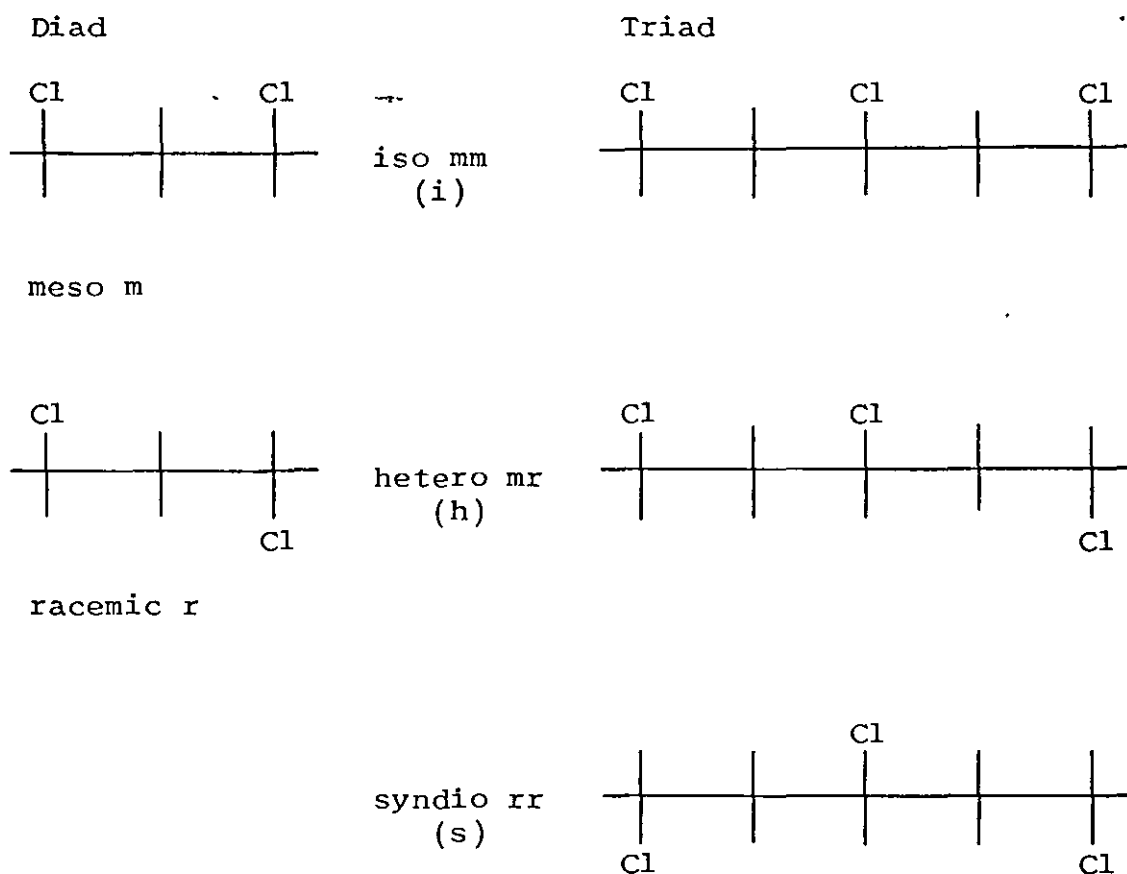 Diad Triad
Cl Cl Cl Cl Cl
iso mm
(i)
meso m
Cl Cl Cl
hetero mr
(h)
Cl Cl
racemic r
Cl
syndio rr
(s)
Cl Cl